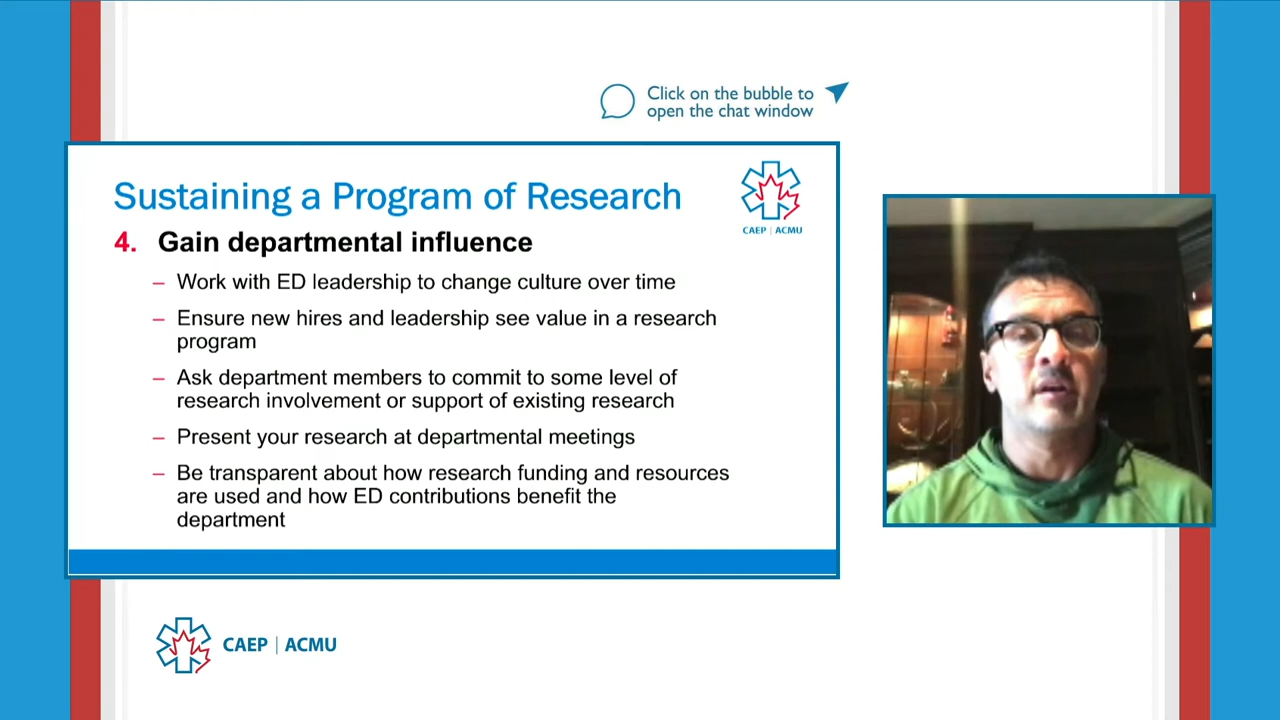 Click on the bubble to
open the chat window
Sustaining a Program of Research
CAEP | ACMU
4. Gain departmental influence
– Work with ED leadership to change culture over time
– Ensure new hires and leadership see value in a research
program
– Ask department members to commit to some level of
research involvement or support of existing research
– Present your research at departmental meetings
– Be transparent about how research funding and resources
are used and how ED contributions benefit the
department
CAEP | ACMU